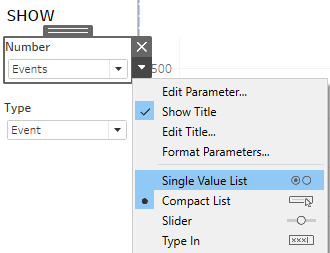 SHOW
Number
Events
500
Type
Event
Edit Parameter...
Show Title
Edit Title...
Format Parameters...
Single Value List
Compact List
Slider
Type In